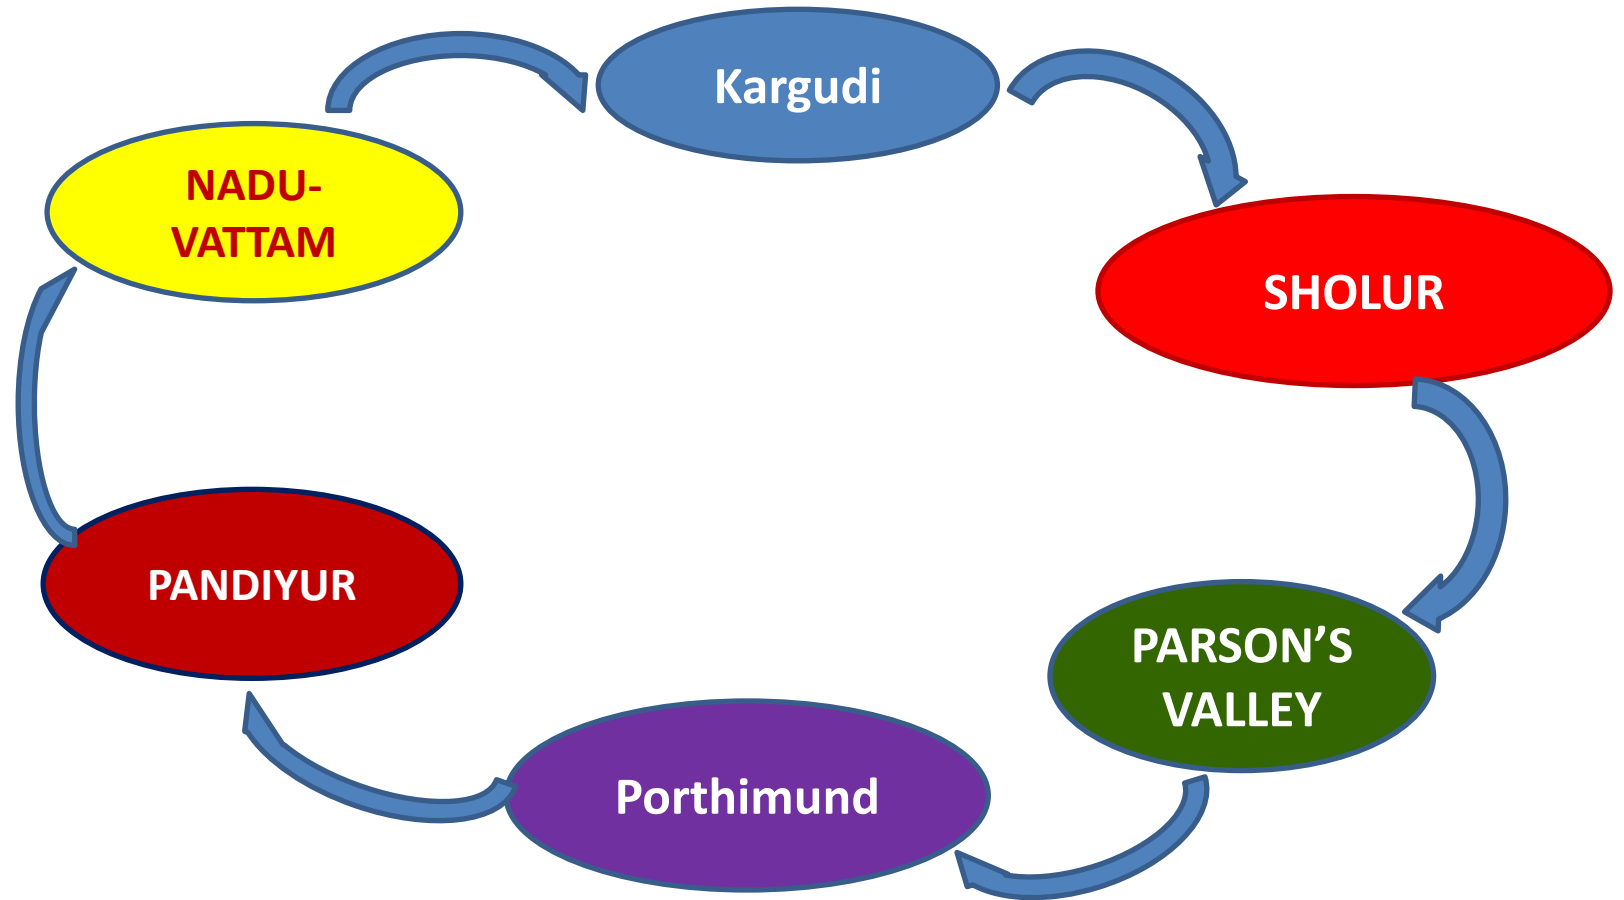 Kargudi
NADU-
VATTAM
SHOLUR
PANDIYUR
PARSON’S
VALLEY
Porthimund